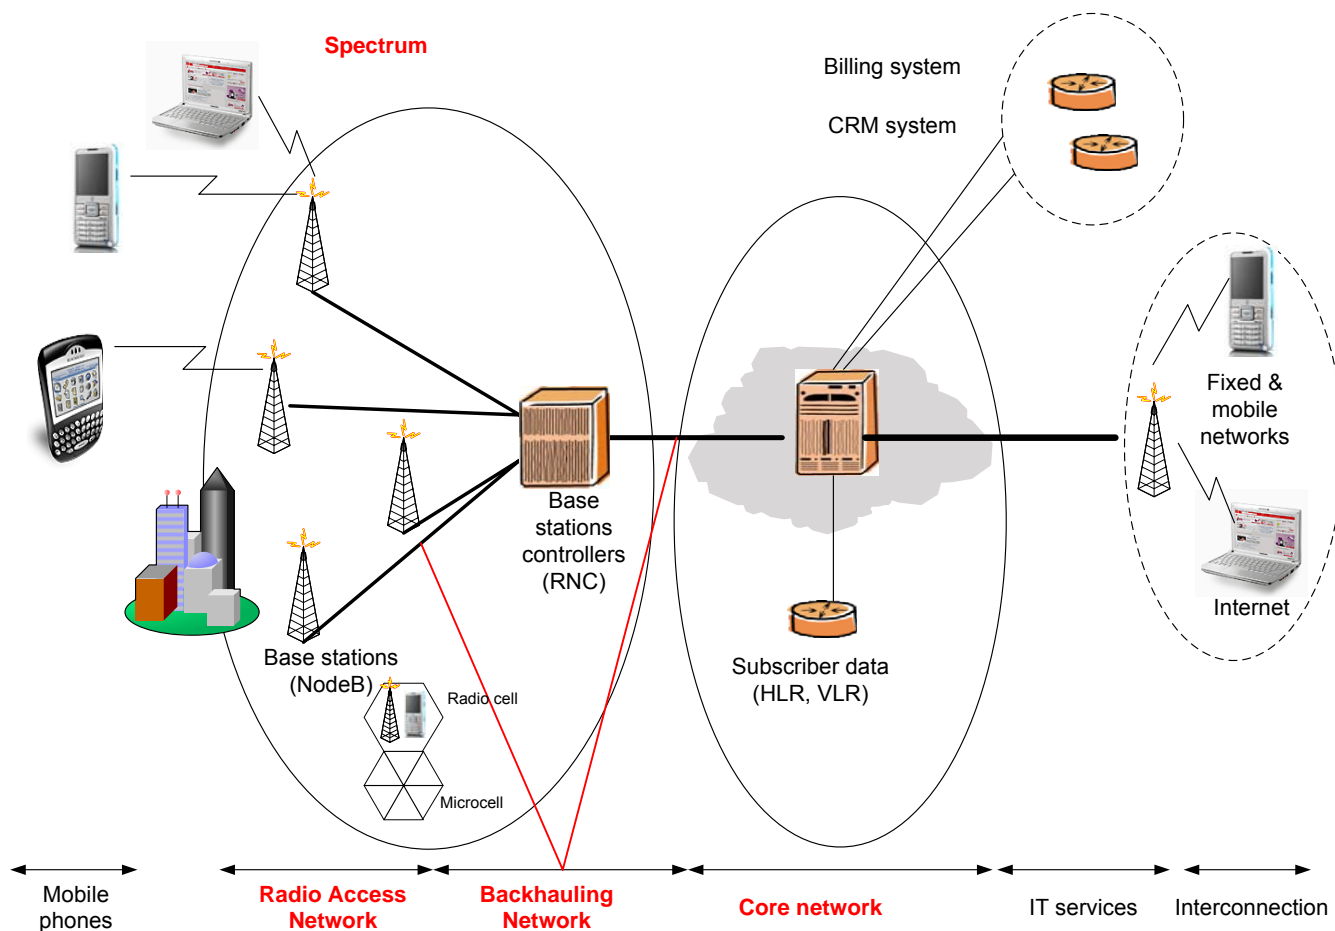 Spectrum
Billing system
CRM system
Fixed &
mobile
networks
Internet
Base
stations
controllers
(RNC)
Base stations
(NodeB)
Radio cell
Microcell
Subscriber data
(HLR, VLR)
Mobile
phones
Radio Access
Network
Backhauling
Network
Core network
IT services
Interconnection